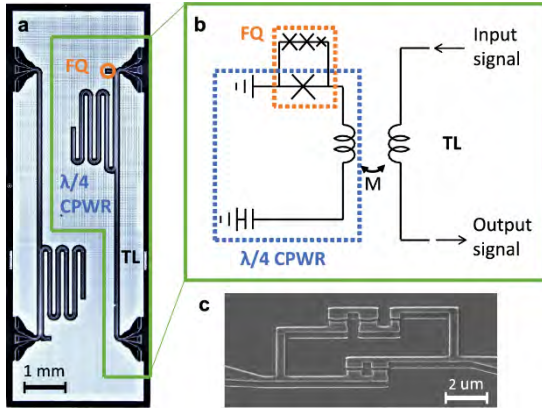 a
FQ
λ/4
CPWR
TL
1 mm
b
FQ
Input
signal
TL
M
Output
signal
λ/4 CPWR
c
2 um